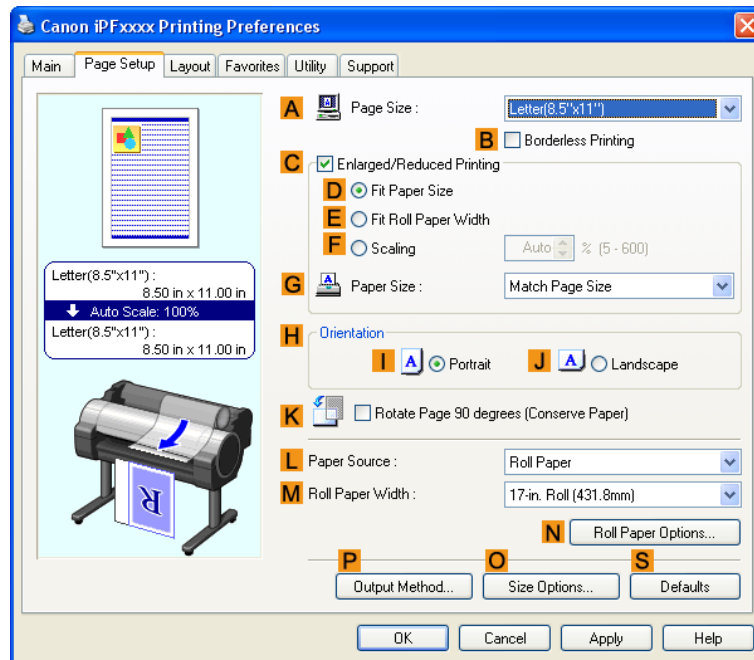 Canon iPFxxxx Printing Preferences
Main Page Setup Layout Favorites Utility Support
A Page Size : Letter(8.5"x11")
B Borderless Printing
C Enlarged/Reduced Printing
D Fit Paper Size
E Fit Roll Paper Width
F Scaling Auto % (5 - 600)
G A Paper Size : Match Page Size
Letter(8.5"x11") :
8.50 in x 11.00 in
Auto Scale: 100%
Letter(8.5"x11") :
8.50 in x 11.00 in
H Orientation
I A Portrait J A Landscape
K Rotate Page 90 degrees (Conserve Paper)
L Paper Source : Roll Paper
M Roll Paper Width : 17-in. Roll (431.8mm)
N Roll Paper Options...
R
P O S
Output Method... Size Options... Defaults
OK Cancel Apply Help